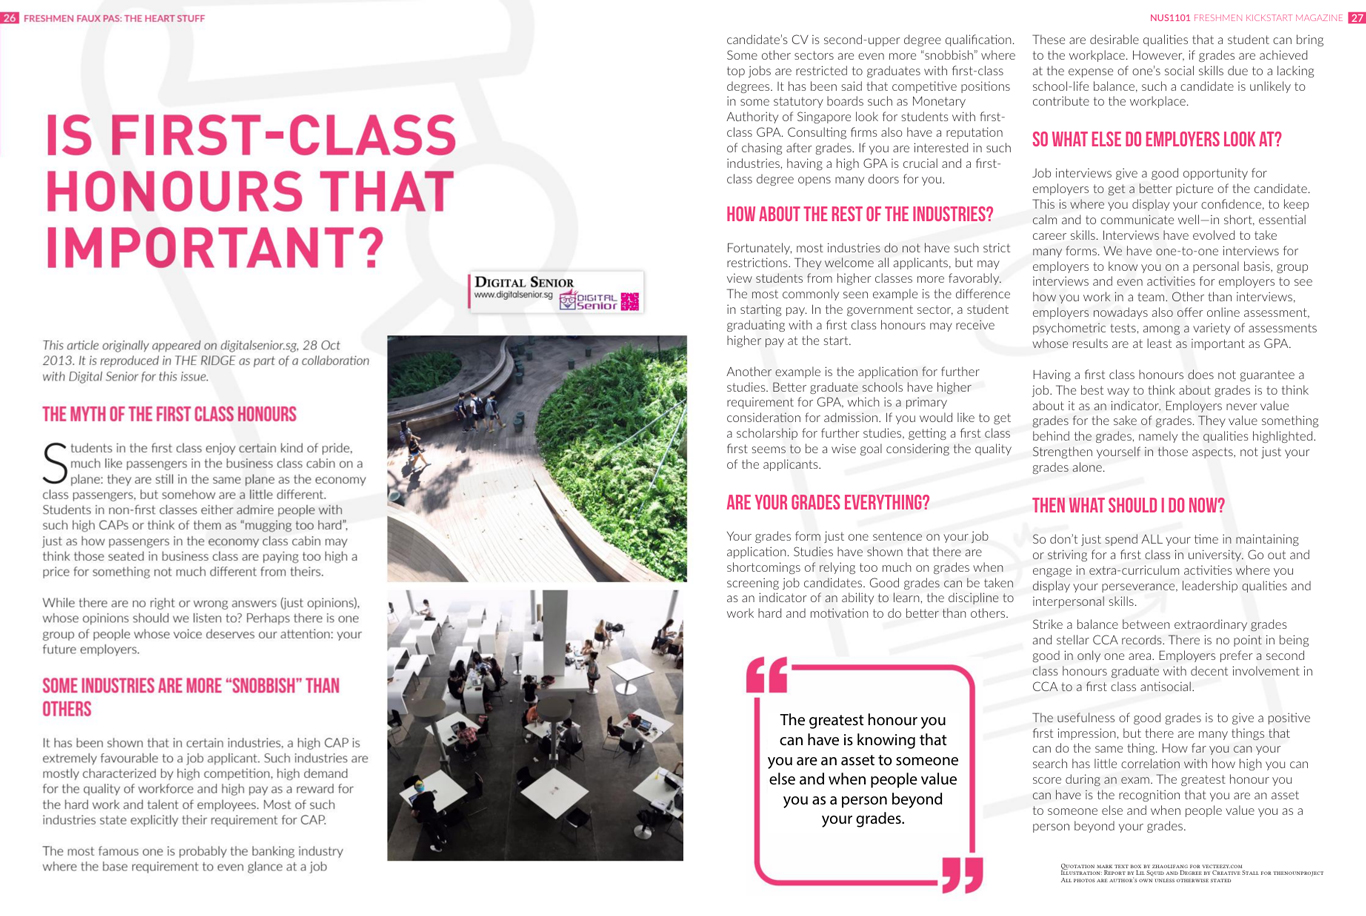 26 FRESHMEN FAUX PAS: THE HEART STUFF
IS FIRST-CLASS
HONOURS THAT
IMPORTANT?
DIGITAL SENIOR
www.digitalsenior.sg
DIGITAL
Senior
This article originally appeared on digitalsenior.sg, 28 Oct
2013. It is reproduced in THE RIDGE as part of a collaboration
with Digital Senior for this issue.
THE MYTH OF THE FIRST CLASS HONOURS
Students in the first class enjoy certain kind of pride,
much like passengers in the business class cabin on a
plane: they are still in the same plane as the economy
class passengers, but somehow are a little different.
Students in non-first classes either admire people with
such high CAPs or think of them as “mugging too hard”,
just as how passengers in the economy class cabin may
think those seated in business class are paying too high a
price for something not much different from theirs.
While there are no right or wrong answers (just opinions),
whose opinions should we listen to? Perhaps there is one
group of people whose voice deserves our attention: your
future employers.
SOME INDUSTRIES ARE MORE “SNOBBISH” THAN
OTHERS
It has been shown that in certain industries, a high CAP is
extremely favourable to a job applicant. Such industries are
mostly characterized by high competition, high demand
for the quality of workforce and high pay as a reward for
the hard work and talent of employees. Most of such
industries state explicitly their requirement for CAP.
The most famous one is probably the banking industry
where the base requirement to even glance at a job
NUS1101 FRESHMEN KICKSTART MAGAZINE 27
candidate’s CV is second-upper degree qualification.
Some other sectors are even more “snobbish” where
top jobs are restricted to graduates with first-class
degrees. It has been said that competitive positions
in some statutory boards such as Monetary
Authority of Singapore look for students with first-
class GPA. Consulting firms also have a reputation
of chasing after grades. If you are interested in such
industries, having a high GPA is crucial and a first-
class degree opens many doors for you.
HOW ABOUT THE REST OF THE INDUSTRIES?
Fortunately, most industries do not have such strict
restrictions. They welcome all applicants, but may
view students from higher classes more favorably.
The most commonly seen example is the difference
in starting pay. In the government sector, a student
graduating with a first class honours may receive
higher pay at the start.
Another example is the application for further
studies. Better graduate schools have higher
requirement for GPA, which is a primary
consideration for admission. If you would like to get
a scholarship for further studies, getting a first class
first seems to be a wise goal considering the quality
of the applicants.
ARE YOUR GRADES EVERYTHING?
Your grades form just one sentence on your job
application. Studies have shown that there are
shortcomings of relying too much on grades when
screening job candidates. Good grades can be taken
as an indicator of an ability to learn, the discipline to
work hard and motivation to do better than others.
“
The greatest honour you
can have is knowing that
you are an asset to someone
else and when people value
you as a person beyond
your grades.
”
These are desirable qualities that a student can bring
to the workplace. However, if grades are achieved
at the expense of one’s social skills due to a lacking
school-life balance, such a candidate is unlikely to
contribute to the workplace.
SO WHAT ELSE DO EMPLOYERS LOOK AT?
Job interviews give a good opportunity for
employers to get a better picture of the candidate.
This is where you display your confidence, to keep
calm and to communicate well—in short, essential
career skills. Interviews have evolved to take
many forms. We have one-to-one interviews for
employers to know you on a personal basis, group
interviews and even activities for employers to see
how you work in a team. Other than interviews,
employers nowadays also offer online assessment,
psychometric tests, among a variety of assessments
whose results are at least as important as GPA.
Having a first class honours does not guarantee a
job. The best way to think about grades is to think
about it as an indicator. Employers never value
grades for the sake of grades. They value something
behind the grades, namely the qualities highlighted.
Strengthen yourself in those aspects, not just your
grades alone.
THEN WHAT SHOULD I DO NOW?
So don’t just spend ALL your time in maintaining
or striving for a first class in university. Go out and
engage in extra-curriculum activities where you
display your perseverance, leadership qualities and
interpersonal skills.
Strike a balance between extraordinary grades
and stellar CCA records. There is no point in being
good in only one area. Employers prefer a second
class honours graduate with decent involvement in
CCA to a first class antisocial.
The usefulness of good grades is to give a positive
first impression, but there are many things that
can do the same thing. How far you can your
search has little correlation with how high you can
score during an exam. The greatest honour you
can have is the recognition that you are an asset
to someone else and when people value you as a
person beyond your grades.
QUOTATION MARK TEXT BOX BY ZHAOLIFANG FOR VECTEEZY.COM
ILLUSTRATION: REPORT BY LIL SQUID AND DEGREE BY CREATIVE STALL FOR THENOUNPROJECT
ALL PHOTOS ARE AUTHOR’S OWN UNLESS OTHERWISE STATED